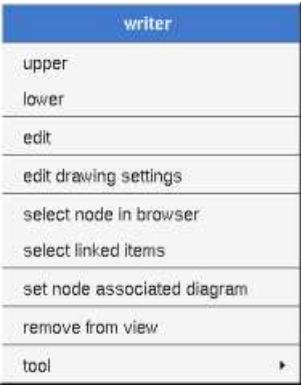 writer
upper
lower
edit
edit drawing settings
select node in browser
select linked items
set node associated diagram
remove from view
tool